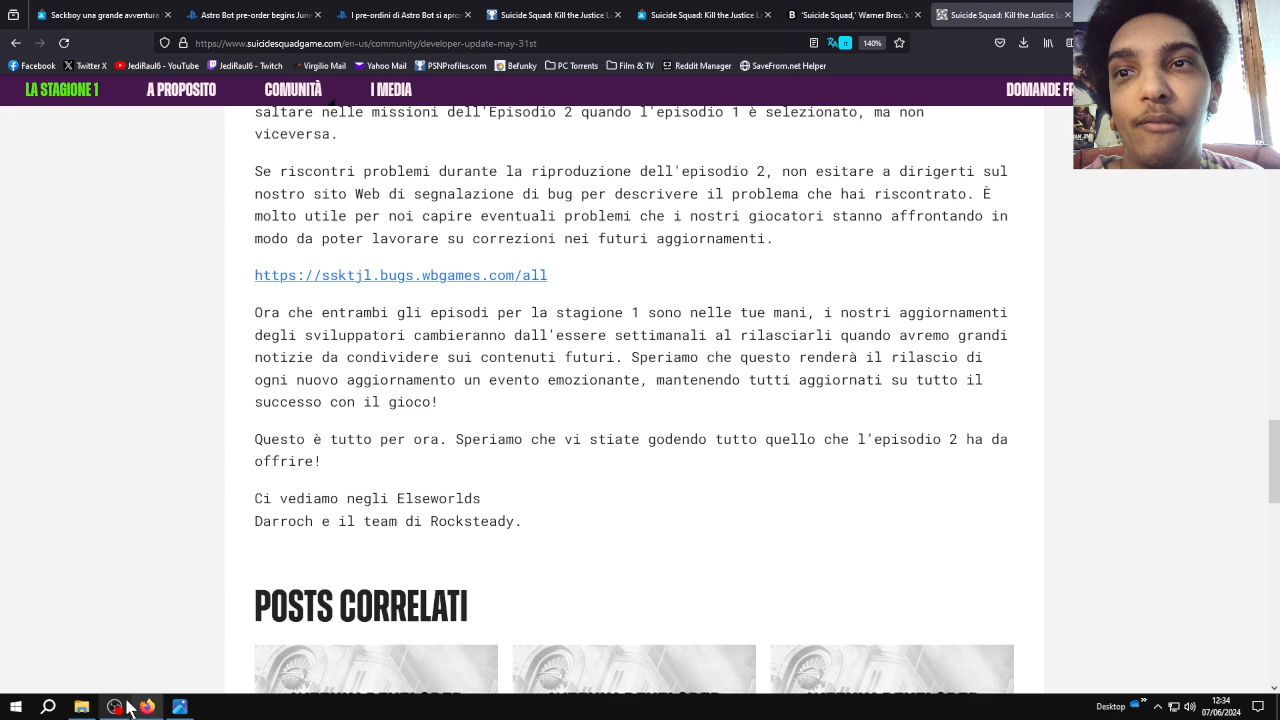 Sackboy una grande avventura
Astro Bot pre-order begins June
I pre-ordini di Astro Bot si aprono
Suicide Squad: Kill the Justice L
Suicide Squad: Kill the Justice L
'Suicide Squad,' Warner Bros.'s
Suicide Squad: Kill the Justice Le
https://www.suicidesquadgame.com/en-us/community/developer-update-may-31st
it
140%
Facebook
Twitter X
JediRaul6 - YouTube
JediRaul6 - Twitch
Virgilio Mail
Yahoo Mail
PSNProfiles.com
Befunky
PC Torrents
Film & TV
Reddit Manager
SaveFrom.net Helper
LA STAGIONE 1
A PROPOSITO
COMUNITÀ
I MEDIA
DOMANDE FR
saltare nelle missioni dell'Episodio 2 quando l'episodio 1 è selezionato, ma non
viceversa.
Se riscontri problemi durante la riproduzione dell'episodio 2, non esitare a dirigerti sul
nostro sito Web di segnalazione di bug per descrivere il problema che hai riscontrato. È
molto utile per noi capire eventuali problemi che i nostri giocatori stanno affrontando in
modo da poter lavorare su correzioni nei futuri aggiornamenti.
https://ssktjl.bugs.wbgames.com/all
Ora che entrambi gli episodi per la stagione 1 sono nelle tue mani, i nostri aggiornamenti
degli sviluppatori cambieranno dall'essere settimanali al rilasciarli quando avremo grandi
notizie da condividere sui contenuti futuri. Speriamo che questo renderà il rilascio di
ogni nuovo aggiornamento un evento emozionante, mantenendo tutti aggiornati su tutto il
successo con il gioco!
Questo è tutto per ora. Speriamo che vi stiate godendo tutto quello che l'episodio 2 ha da
offrire!
Ci vediamo negli Elseworlds
Darroch e il team di Rocksteady.
POSTS CORRELATI
Desktop
12:34
07/06/2024